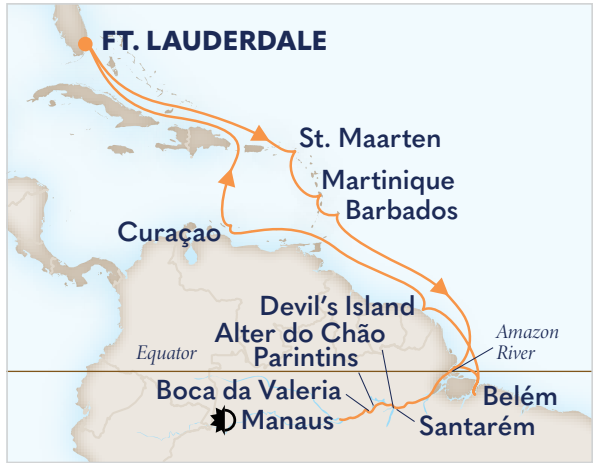 FT. LAUDERDALE
St. Maarten
Martinique
Barbados
Curaçao
Devil's Island
Alter do Chão
Amazon
River
Equator
Parintins
Boca da Valeria
Belém
Manaus
Santarém